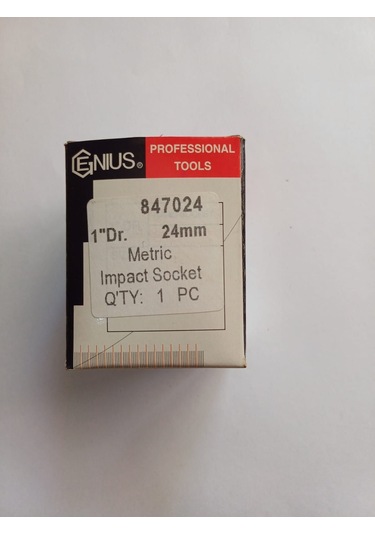 GENIUS®
PROFESSIONAL
TOOLS
847024
1"Dr. 24mm
Metric
Impact Socket
Q'TY: 1 PC